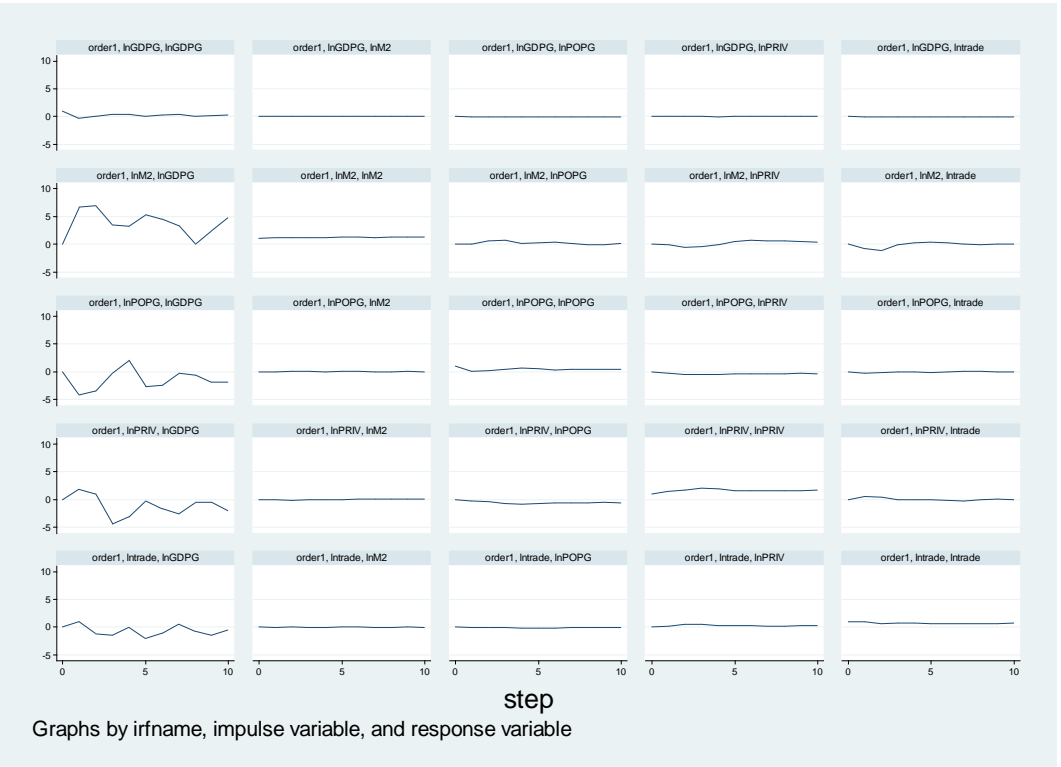 order1, lnGDPG, lnGDPG order1, lnGDPG, lnM2 order1, lnGDPG, lnPOPG order1, lnGDPG, lnPRIV order1, lnGDPG, lntrade
10
5
0
-5
order1, lnM2, lnGDPG order1, lnM2, lnM2 order1, lnM2, lnPOPG order1, lnM2, lnPRIV order1, lnM2, lntrade
10
5
0
-5
order1, lnPOPG, lnGDPG order1, lnPOPG, lnM2 order1, lnPOPG, lnPOPG order1, lnPOPG, lnPRIV order1, lnPOPG, lntrade
10
5
0
-5
order1, lnPRIV, lnGDPG order1, lnPRIV, lnM2 order1, lnPRIV, lnPOPG order1, lnPRIV, lnPRIV order1, lnPRIV, lntrade
10
5
0
-5
order1, lntrade, lnGDPG order1, lntrade, lnM2 order1, lntrade, lnPOPG order1, lntrade, lnPRIV order1, lntrade, lntrade
10
5
0
-5
0 5 10 0 5 10 0 5 10 0 5 10 0 5 10
step
Graphs by irfname, impulse variable, and response variable